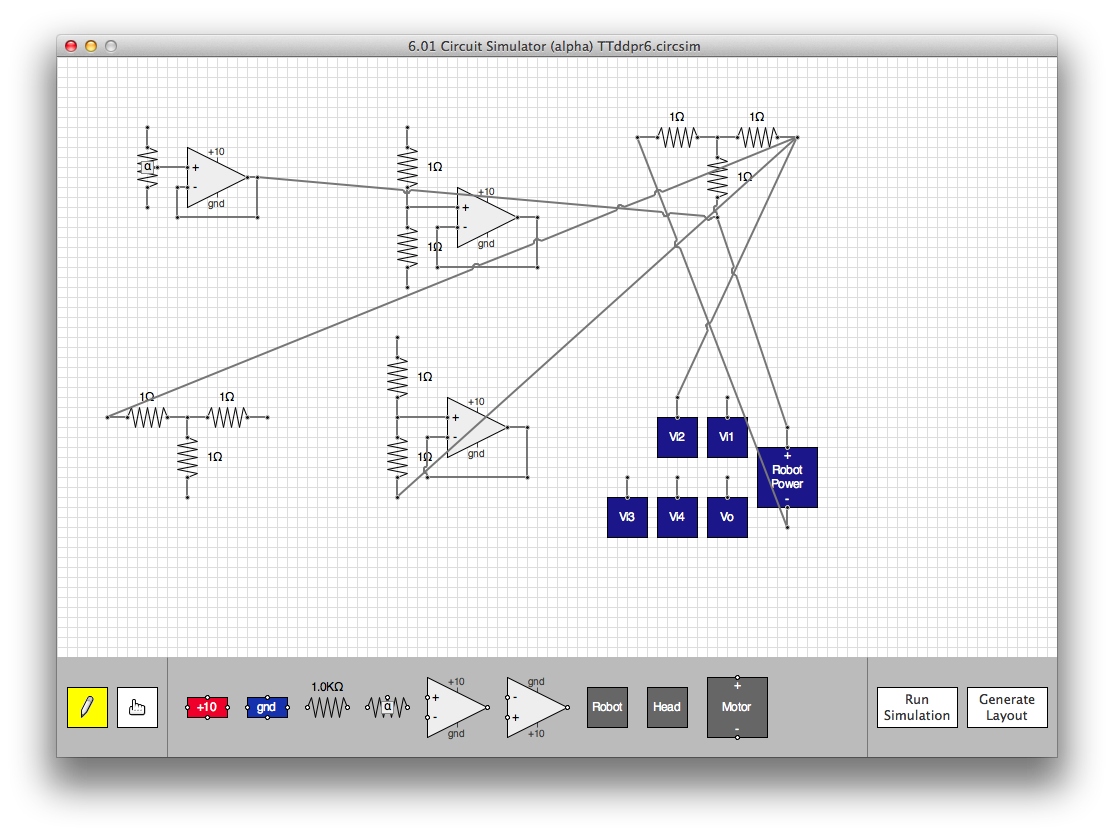 6.01 Circuit Simulator (alpha) TTddpr6.circsim
1Ω
1Ω
1Ω
α
+10
+
-
gnd
1Ω
1Ω
+10
+
-
gnd
1Ω
1Ω
1Ω
1Ω
1Ω
+10
+
-
gnd
Vi2
Vi1
+
Robot
Power
-
Vi3
Vi4
Vo
+10
gnd
1.0KΩ
α
+10
+
-
gnd
gnd
-
+
+10
Robot
Head
+
Motor
-
Run
Simulation
Generate
Layout